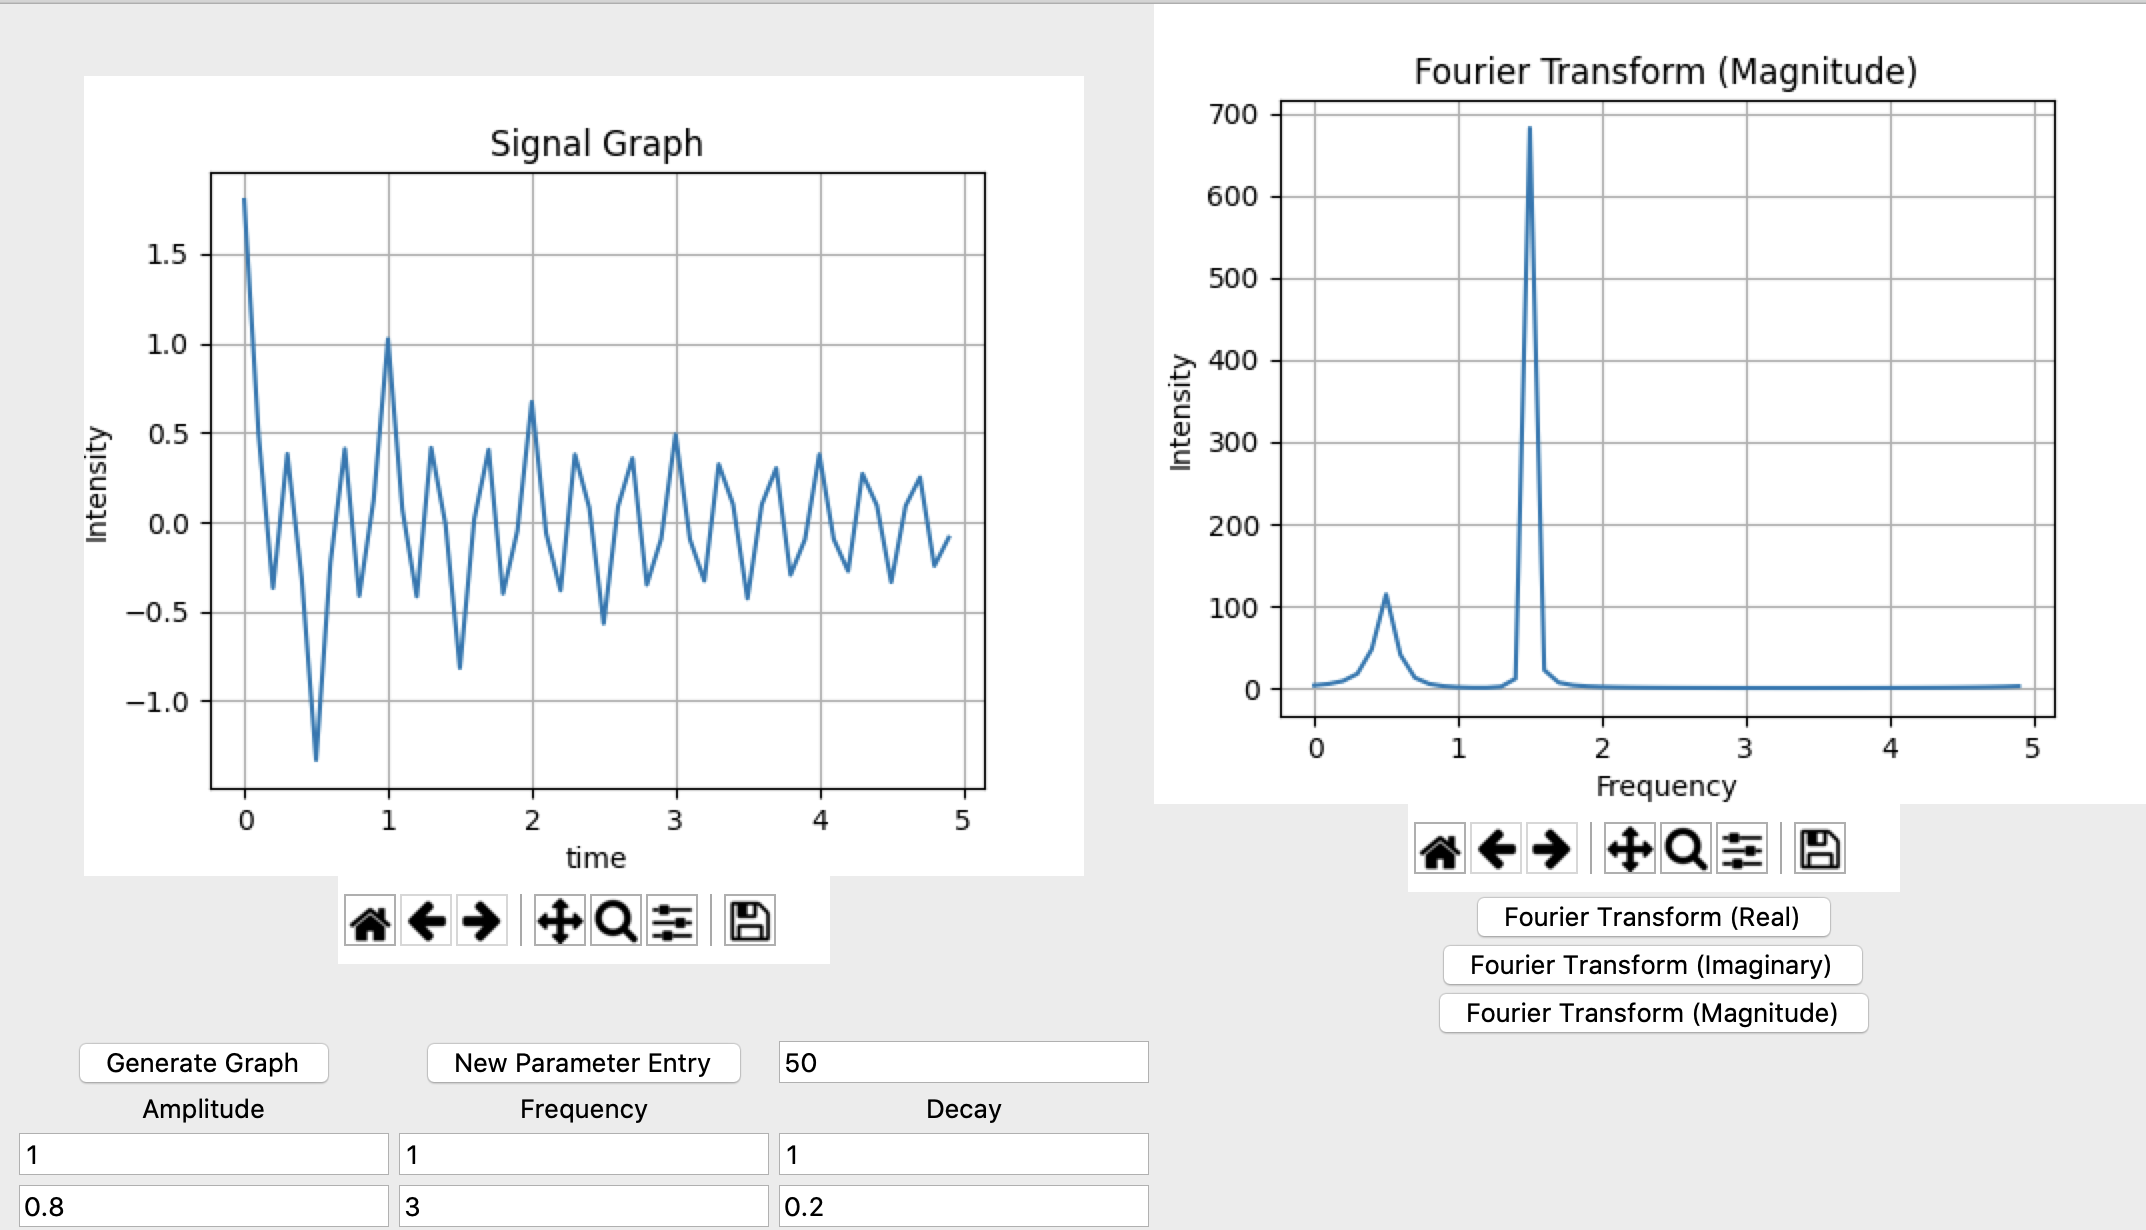 Signal Graph
1.5
1.0
0.5
0.0
−0.5
−1.0
Intensity
0 1 2 3 4 5
time
Fourier Transform (Magnitude)
700
600
500
400
300
200
100
0
Intensity
0 1 2 3 4 5
Frequency
Fourier Transform (Real)
Fourier Transform (Imaginary)
Fourier Transform (Magnitude)
Generate Graph New Parameter Entry 50
Amplitude Frequency Decay
1 1 1
0.8 3 0.2